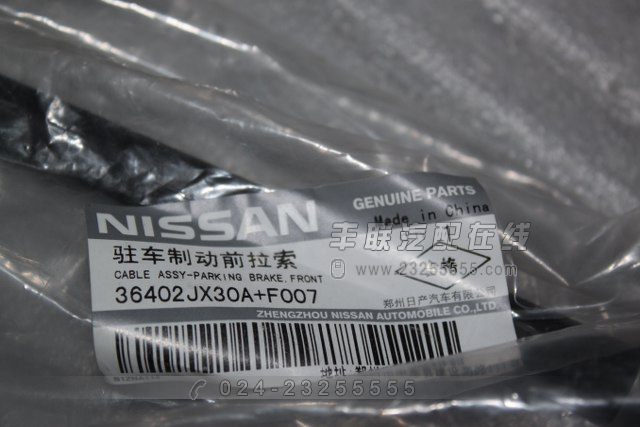 GENUINE PARTS
NISSAN
Made in China
丰联汽配在线
驻车制动前拉索
CABLE ASSY-PARKING BRAKE, FRONT
www.23255555.com
36402JX30A+F007
郑州日产汽车有限公司
ZHENGZHOU NISSAN AUTOMOBILE CO.,LTD.
地址
024-23255555